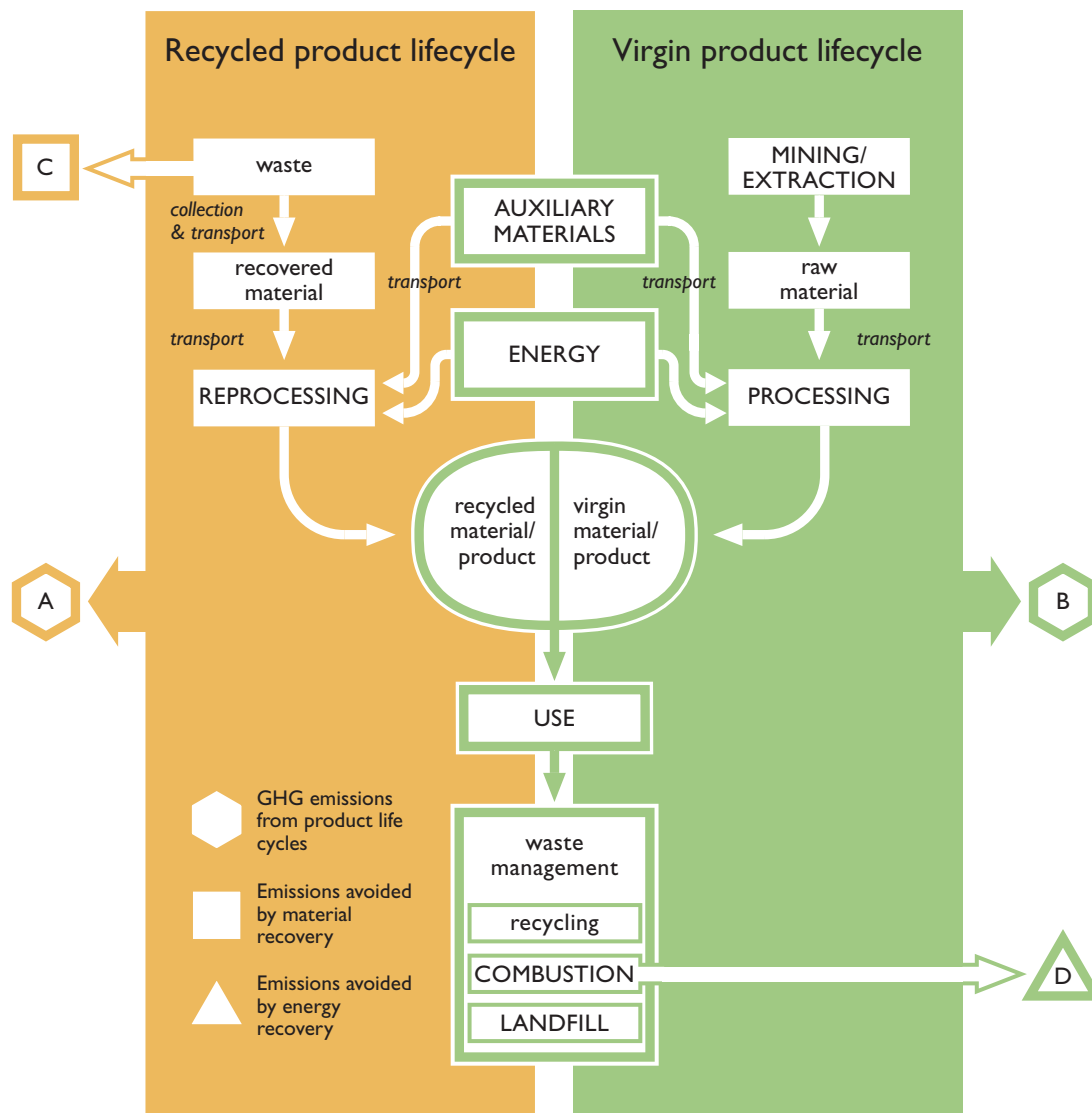 Recycled product lifecycle
Virgin product lifecycle
C
waste
MINING/
EXTRACTION
collection
& transport
AUXILIARY
MATERIALS
recovered
material
transport
transport
raw
material
transport
ENERGY
transport
REPROCESSING
PROCESSING
recycled
material/
product
virgin
material/
product
A
B
USE
GHG emissions
from product life
cycles
Emissions avoided
by material
recovery
Emissions avoided
by energy
recovery
waste
management
recycling
COMBUSTION
LANDFILL
D